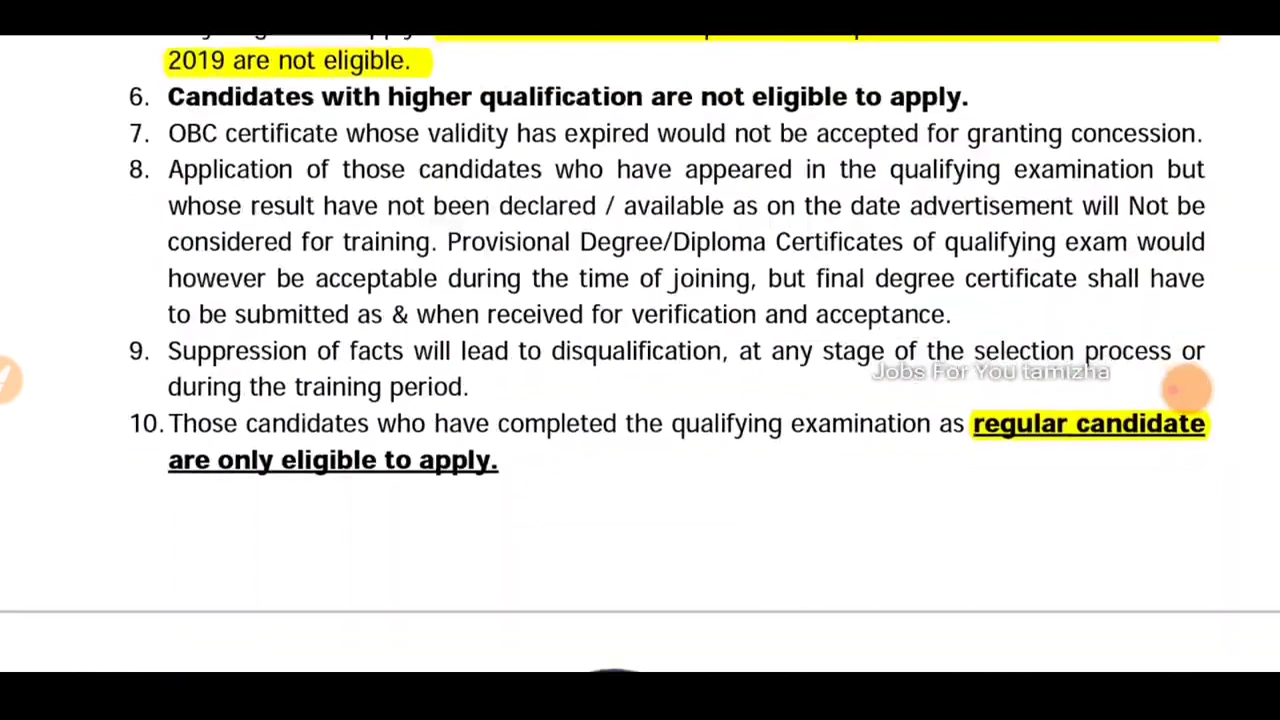 2019 are not eligible.
6. Candidates with higher qualification are not eligible to apply.
7. OBC certificate whose validity has expired would not be accepted for granting concession.
8. Application of those candidates who have appeared in the qualifying examination but
whose result have not been declared / available as on the date advertisement will Not be
considered for training. Provisional Degree/Diploma Certificates of qualifying exam would
however be acceptable during the time of joining, but final degree certificate shall have
to be submitted as & when received for verification and acceptance.
9. Suppression of facts will lead to disqualification, at any stage of the selection process or
Jobs For You tamizha
during the training period.
10. Those candidates who have completed the qualifying examination as regular candidate
are only eligible to apply.